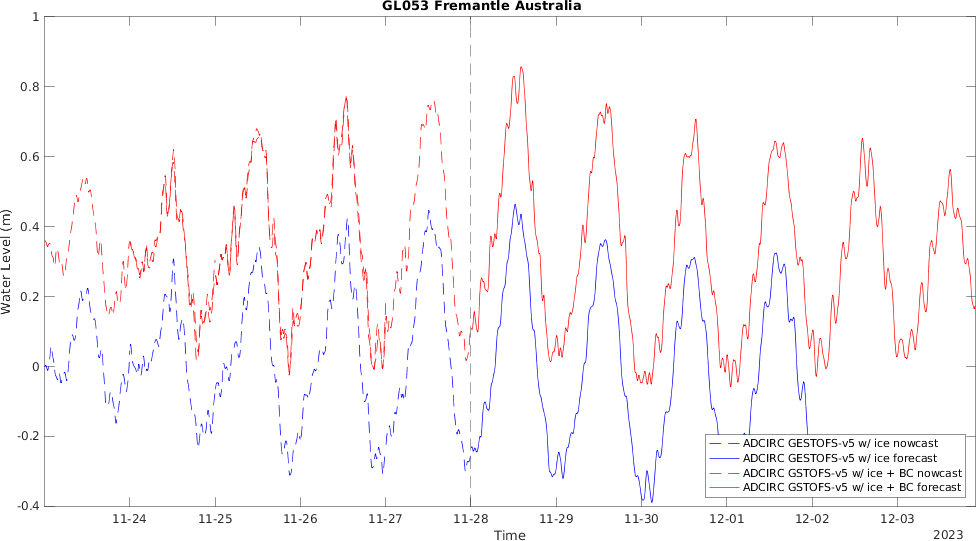 GL053 Fremantle Australia
Water Level (m)
1
0.8
0.6
0.4
0.2
0
-0.2
-0.4
ADCIRC GESTOFS-v5 w/ ice nowcast
ADCIRC GESTOFS-v5 w/ ice forecast
ADCIRC GSTOFS-v5 w/ ice + BC nowcast
ADCIRC GSTOFS-v5 w/ ice + BC forecast
11-24 11-25 11-26 11-27 11-28 11-29 11-30 12-01 12-02 12-03
Time
2023